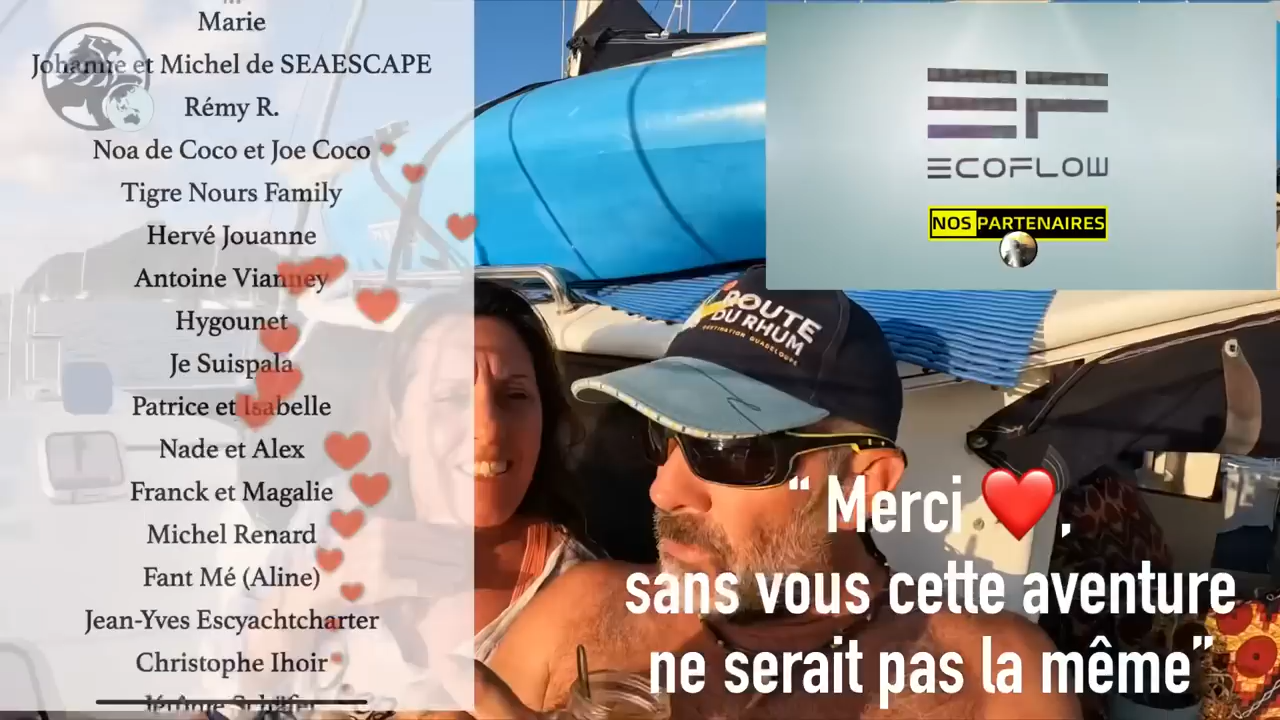 Marie
Johanne et Michel de SEAESCAPE
Rémy R.
Noa de Coco et Joe Coco
Tigre Nours Family
Hervé Jouanne
Antoine Vianney
Hygounet
Je Suispala
Patrice et Isabelle
Nade et Alex
Franck et Magalie
Michel Renard
Fant Mé (Aline)
Jean-Yves Escyachtcharter
Christophe Ihoir
EF
ECOFLOW
NOS PARTENAIRES
ROUTE
DU RHUM
DESTINATION GUADELOUPE
“ Merci ❤️,
sans vous cette aventure
ne serait pas la même”